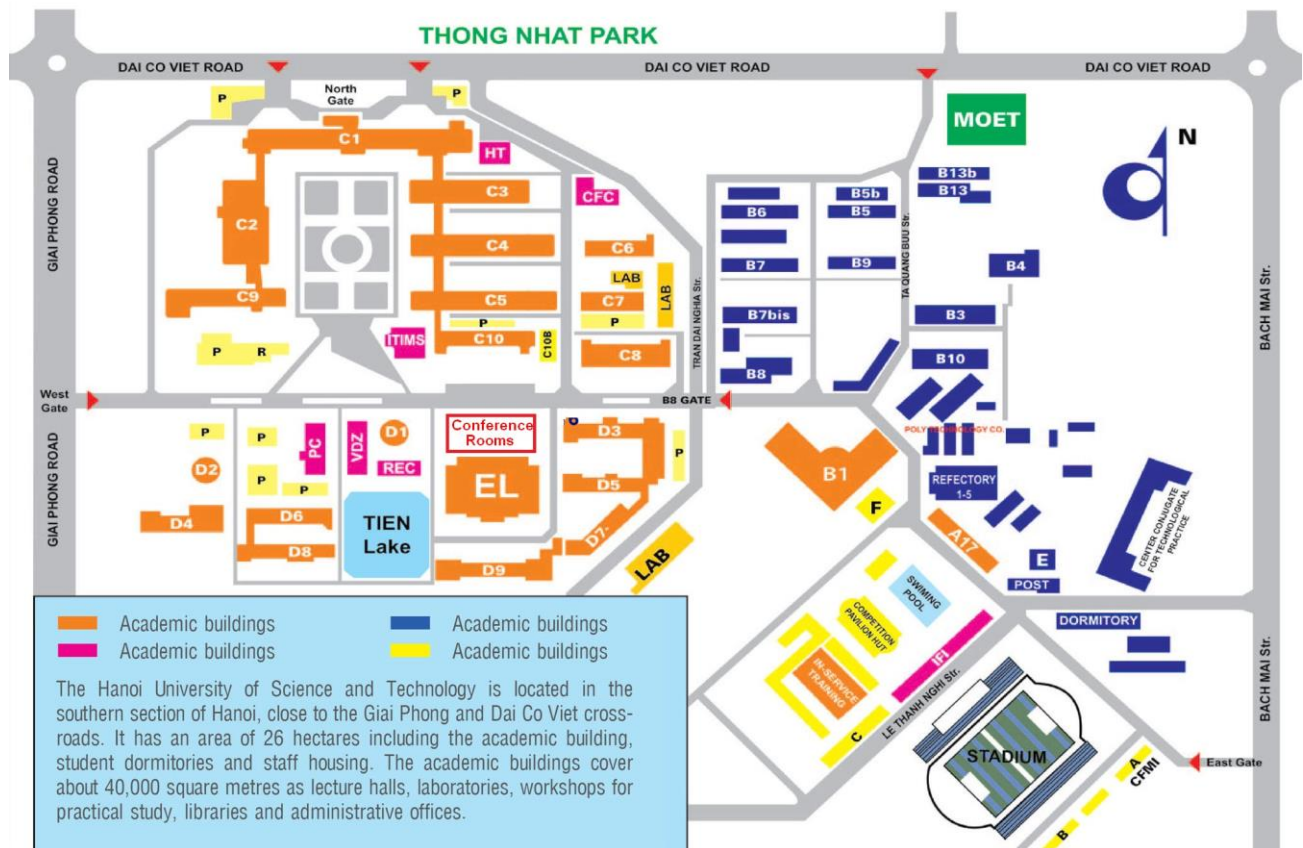 THONG NHAT PARK
DAI CO VIET ROAD
DAI CO VIET ROAD
DAI CO VIET ROAD
North
Gate
P
P
C1
HT
MOET
N
GIAI PHONG ROAD
C2
C3
CFC
C4
C6
LAB
LAB
C9
C5
C7
P
P
P
R
ITIMS
C10
C10B
C8
TRAN DAI NGHIA Str.
B6
B5b
B5
B7
B9
B7bis
B8
TA QUANG BUU Str.
B13b
B13
B4
B3
B10
BACH MAI Str.
West
Gate
B8 GATE
POLY TECHNOLOGY CO.
GIAI PHONG ROAD
P
P
P
P
D2
D4
PC
VDZ
D1
REC
Conference
Rooms
EL
D3
D5
P
D6
D8
TIEN
Lake
D9
D7
LAB
B1
F
REFECTORY
1-5
A17
E
POST
CENTER CONJUGATE
FOR TECHNOLOGICAL
PRACTICE
DORMITORY
SWIMING
POOL
COMPETITION
PAVILION HUT
IN-SERVICE
TRAINING
IFI
C
LE THANH NGHI Str.
STADIUM
A
CFMI
B
East Gate
BACH MAI Str.
Academic buildings
Academic buildings
Academic buildings
Academic buildings
The Hanoi University of Science and Technology is located in the
southern section of Hanoi, close to the Giai Phong and Dai Co Viet cross-
roads. It has an area of 26 hectares including the academic building,
student dormitories and staff housing. The academic buildings cover
about 40,000 square metres as lecture halls, laboratories, workshops for
practical study, libraries and administrative offices.